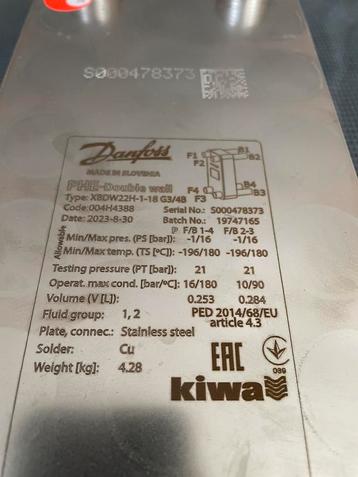 S000478373
Danfoss
PHE-Double wall
MADE IN SLOVENIA
Type: XBDW22H-1-18 G3/4B
Code: 004H4388
Date: 2023-8-30
F1 B1
F2 B2
F4 B4
F3 B3
Serial No.: S000478373
Batch No.: 19747165
P F/B 1-4 F/B 2-3
Allowable
Min/Max pres. (PS [bar]): -1/16 -1/16
Min/Max temp. (TS [°C]): -196/180 -196/180
Testing pressure (PT [bar]): 21 21
Operat. max cond. [bar/°C]: 16/180 10/90
Volume (V [L]): 0.253 0.284
Fluid group: 1, 2 PED 2014/68/EU
article 4.3
Plate, connec.: Stainless steel
Solder: Cu
Weight [kg]: 4.28
EAC
089
kiwa